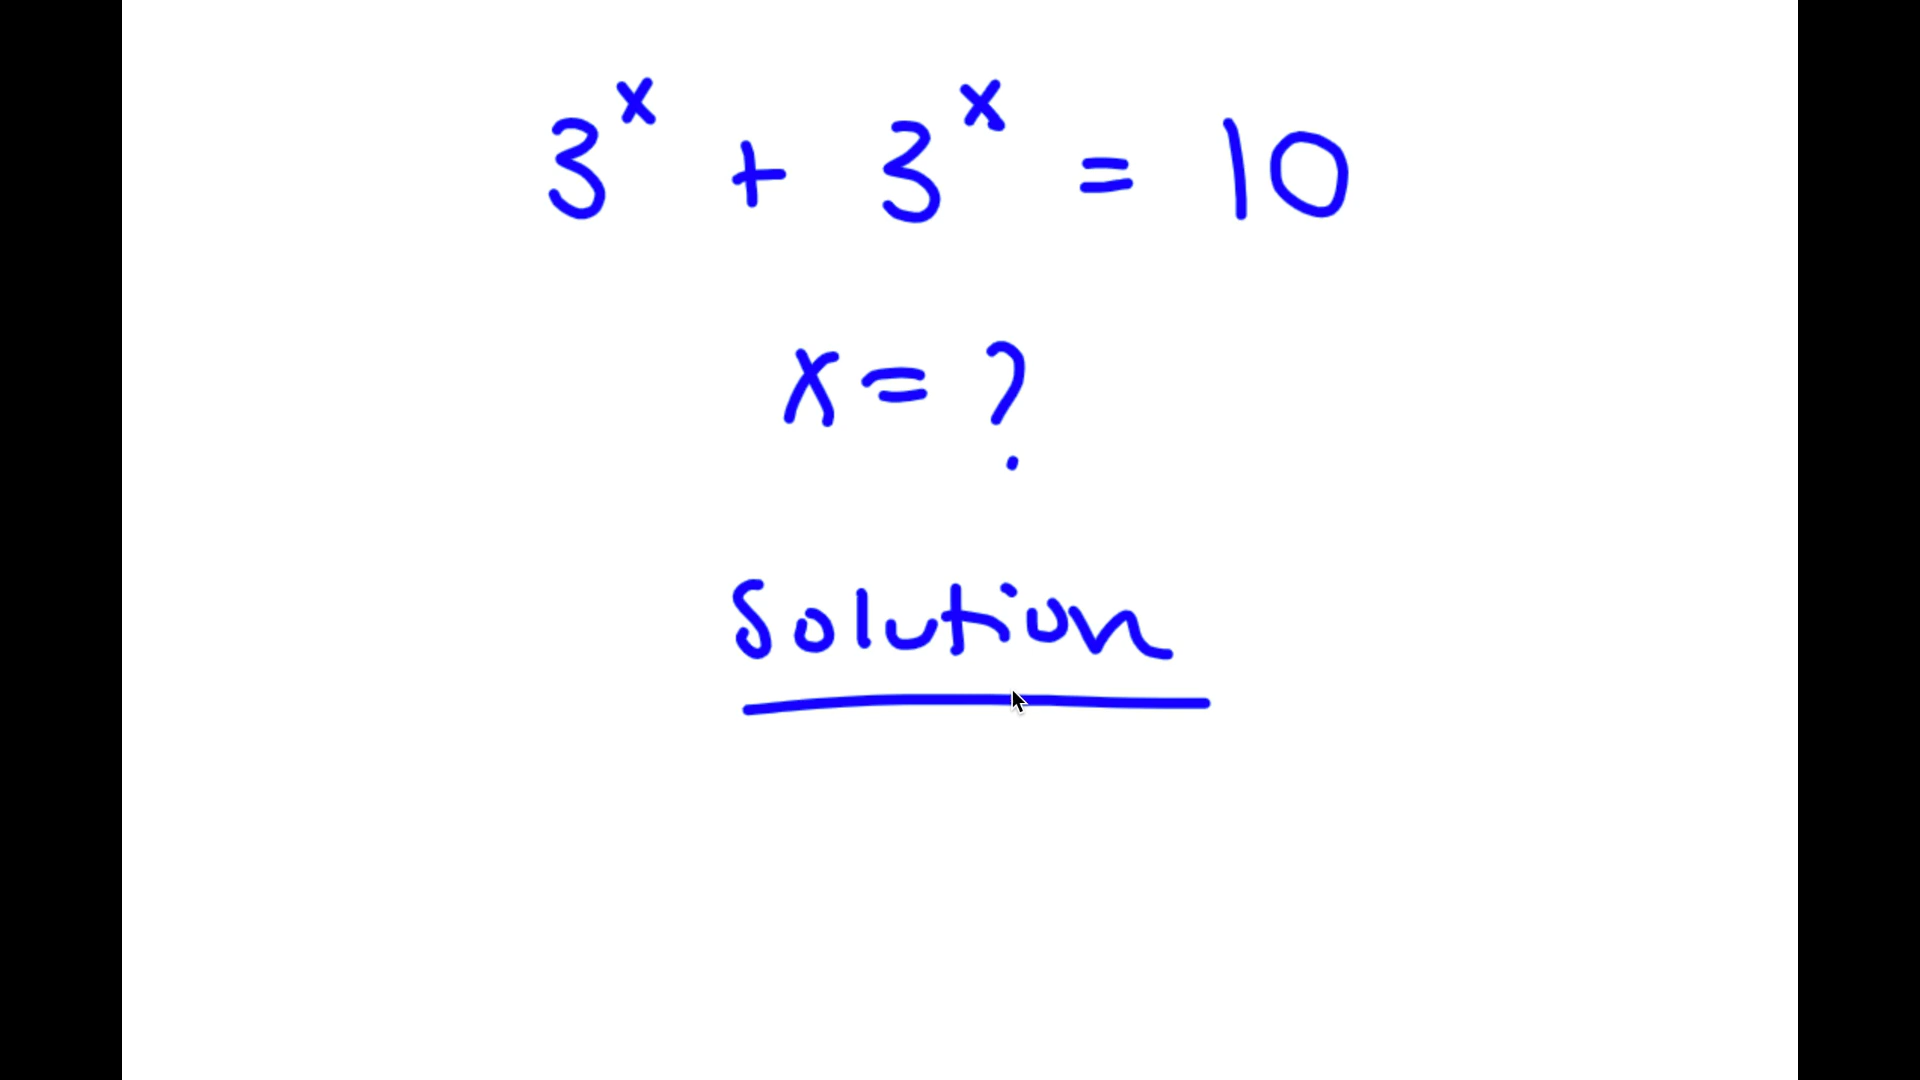 3^x + 3^x = 10
x = ?
Solution